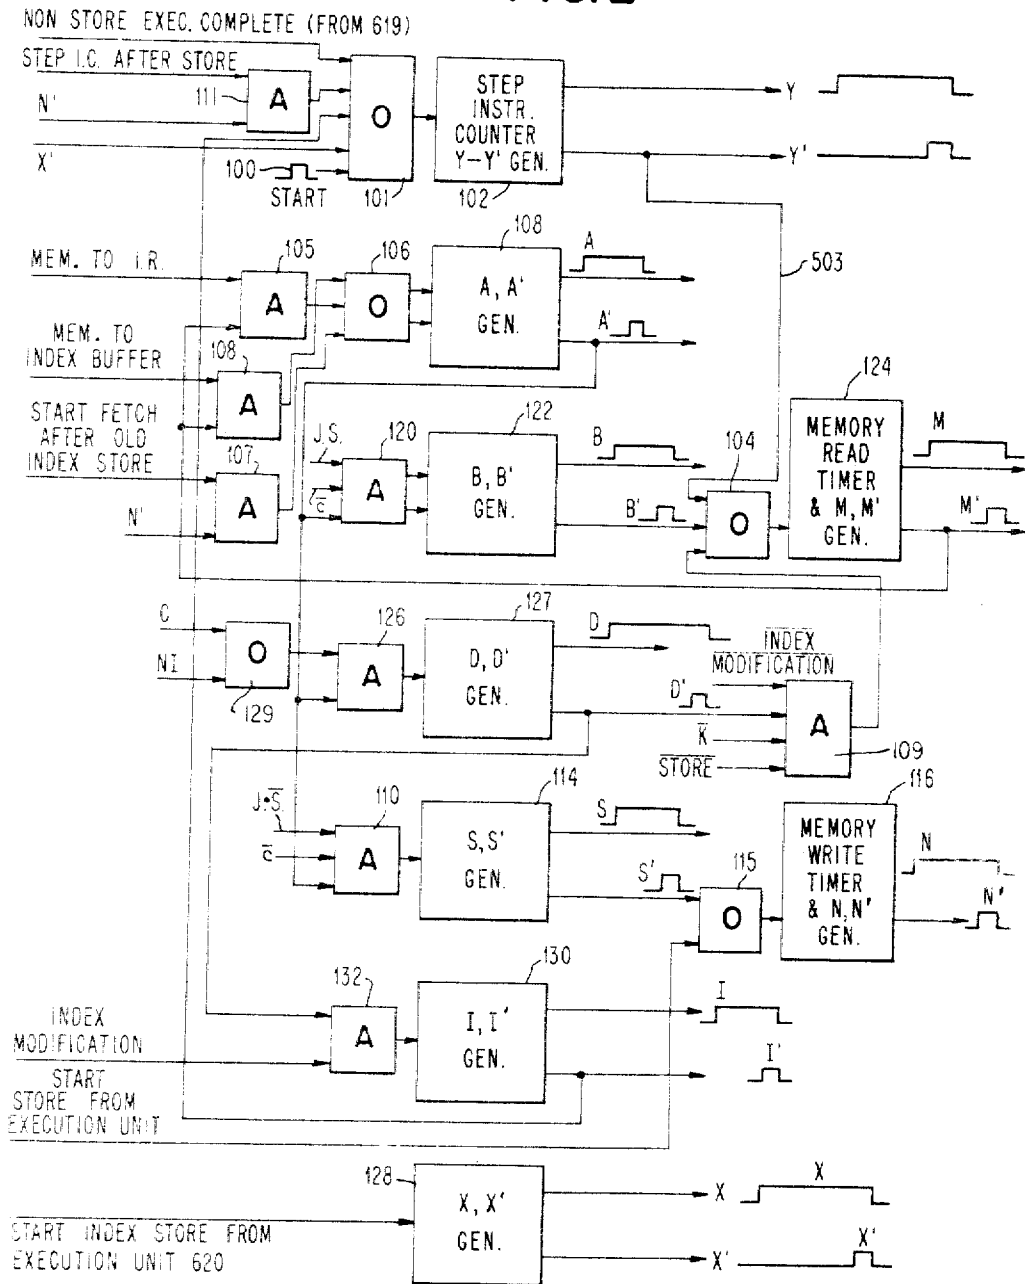 NON STORE EXEC. COMPLETE (FROM 619)
STEP I.C. AFTER STORE
111
A
N'
X'
100
START
O
101
STEP
INSTR.
COUNTER
Y-Y' GEN.
102
Y
Y'
503
MEM. TO I.R.
105
A
106
O
108
A, A'
GEN.
A
A'
MEM. TO
INDEX BUFFER
108
A
START FETCH
AFTER OLD
INDEX STORE
107
A
N'
J.S.
c̅
120
A
122
B, B'
GEN.
B
B'
104
O
124
MEMORY
READ
TIMER
& M, M'
GEN.
M
M'
C
NI
O
129
126
A
127
D, D'
GEN.
D
D'
I̅N̅D̅E̅X̅
M̅O̅D̅I̅F̅I̅C̅A̅T̅I̅O̅N̅
K̅
S̅T̅O̅R̅E̅
A
109
J•S̅.
c̅
110
A
114
S, S'
GEN.
S
S'
115
O
116
MEMORY
WRITE
TIMER
& N, N'
GEN.
N
N'
INDEX
MODIFICATION
132
A
130
I, I'
GEN.
I
I'
START
STORE FROM
EXECUTION UNIT
128
X, X'
GEN.
X
X
X'
X'
START INDEX STORE FROM
EXECUTION UNIT 620